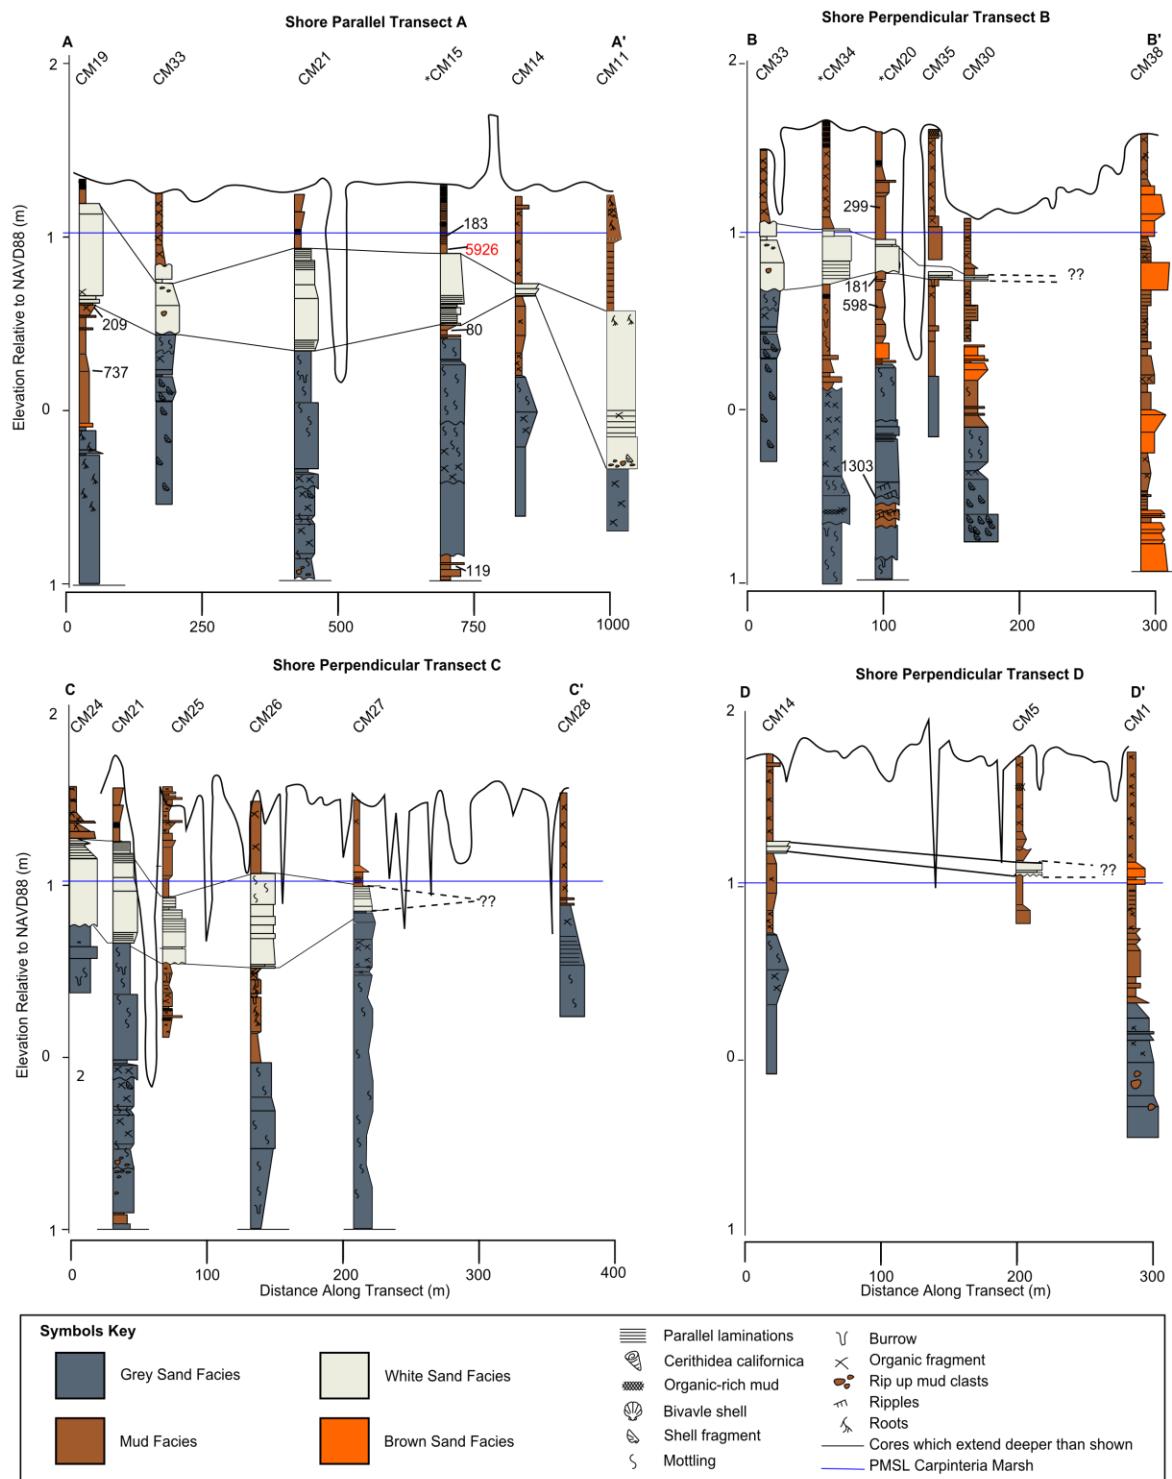 Shore Parallel Transect A
A
A'
CM19
CM33
CM21
*CM15
CM14
CM11
Elevation Relative to NAVD88 (m)
2
1
0
1
209
737
183
5926
80
119
0
250
500
750
1000
Shore Perpendicular Transect B
B
B'
CM33
*CM34
*CM20
CM35
CM30
CM38
2
1
0
1
299
181
598
1303
??
0
100
200
300
Shore Perpendicular Transect C
C
C'
CM24
CM21
CM25
CM26
CM27
CM28
Elevation Relative to NAVD88 (m)
2
1
0
1
2
??
0
100
200
300
400
Distance Along Transect (m)
Shore Perpendicular Transect D
D
D'
CM14
CM5
CM1
2
1
0
1
??
0
100
200
300
Distance Along Transect (m)
Symbols Key
Grey Sand Facies
White Sand Facies
Mud Facies
Brown Sand Facies
Parallel laminations
Cerithidea californica
Organic-rich mud
Bivavle shell
Shell fragment
Mottling
Burrow
Organic fragment
Rip up mud clasts
Ripples
Roots
Cores which extend deeper than shown
PMSL Carpinteria Marsh